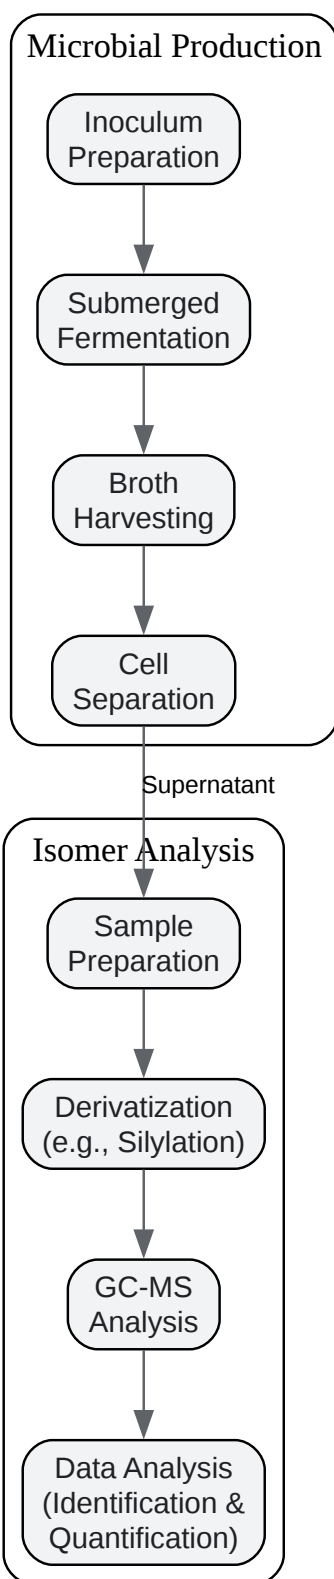 Microbial Production
Inoculum
Preparation
Submerged
Fermentation
Broth
Harvesting
Cell
Separation
Supernatant
Isomer Analysis
Sample
Preparation
Derivatization
(e.g., Silylation)
GC-MS
Analysis
Data Analysis
(Identification &
Quantification)